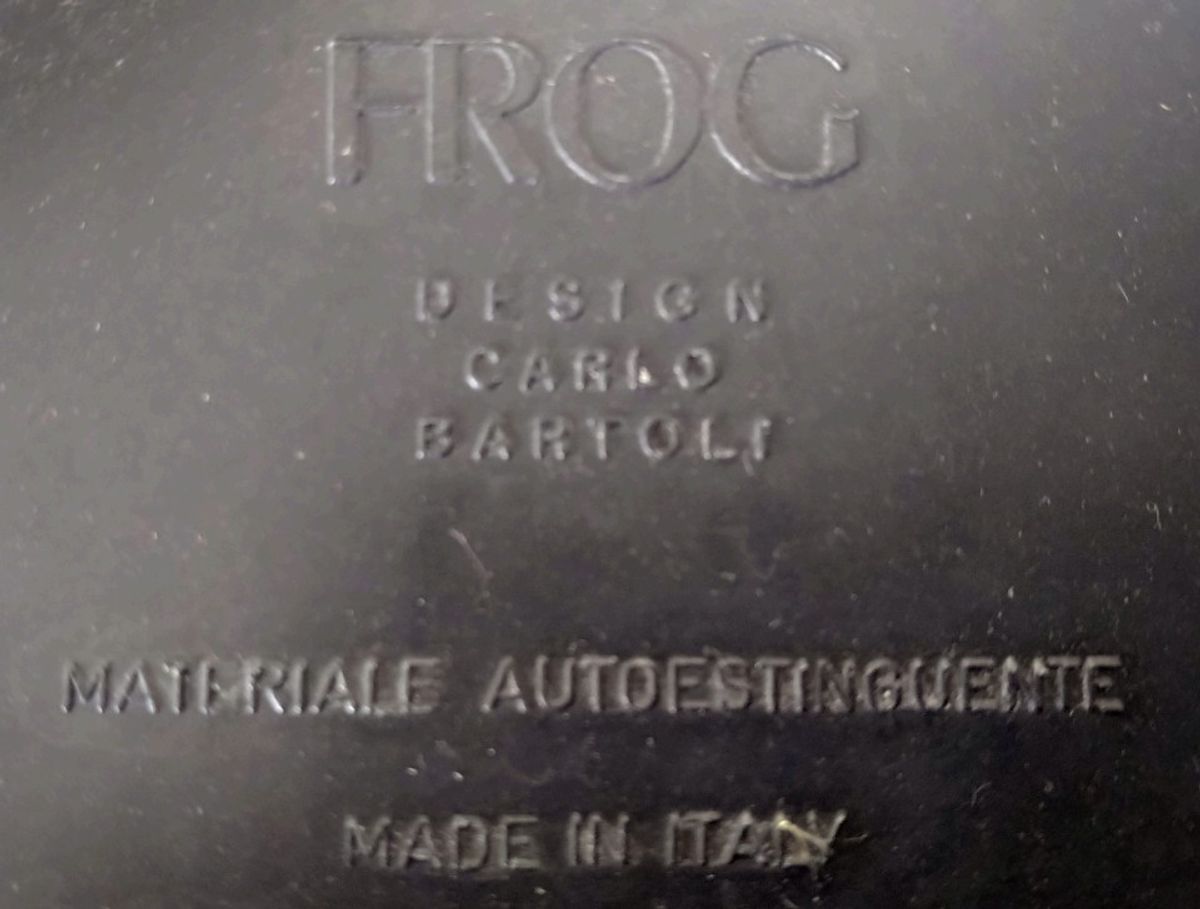 FROG
DESIGN
CARLO
BARTOLI
MATERIALE AUTOESTINGUENTE
MADE IN ITALY